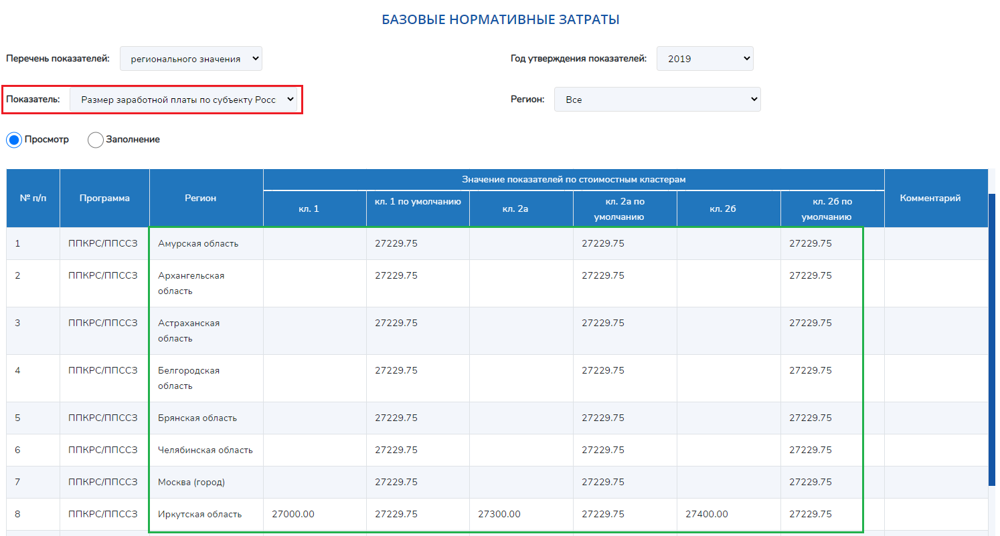 БАЗОВЫЕ НОРМАТИВНЫЕ ЗАТРАТЫ
Перечень показателей: регионального значения Год утверждения показателей: 2019
Показатель: Размер заработной платы по субъекту Росс Регион: Все
Просмотр Заполнение
№ п/п Программа Регион Значение показателей по стоимостным кластерам Комментарий
кл. 1 кл. 1 по умолчанию кл. 2а кл. 2а по умолчанию кл. 2б кл. 2б по умолчанию
1 ППКРС/ППССЗ Амурская область 27229.75 27229.75 27229.75
2 ППКРС/ППССЗ Архангельская 27229.75 27229.75 27229.75
область
3 ППКРС/ППССЗ Астраханская 27229.75 27229.75 27229.75
область
4 ППКРС/ППССЗ Белгородская 27229.75 27229.75 27229.75
область
5 ППКРС/ППССЗ Брянская область 27229.75 27229.75 27229.75
6 ППКРС/ППССЗ Челябинская область 27229.75 27229.75 27229.75
7 ППКРС/ППССЗ Москва (город) 27229.75 27229.75 27229.75
8 ППКРС/ППССЗ Иркутская область 27000.00 27229.75 27300.00 27229.75 27400.00 27229.75